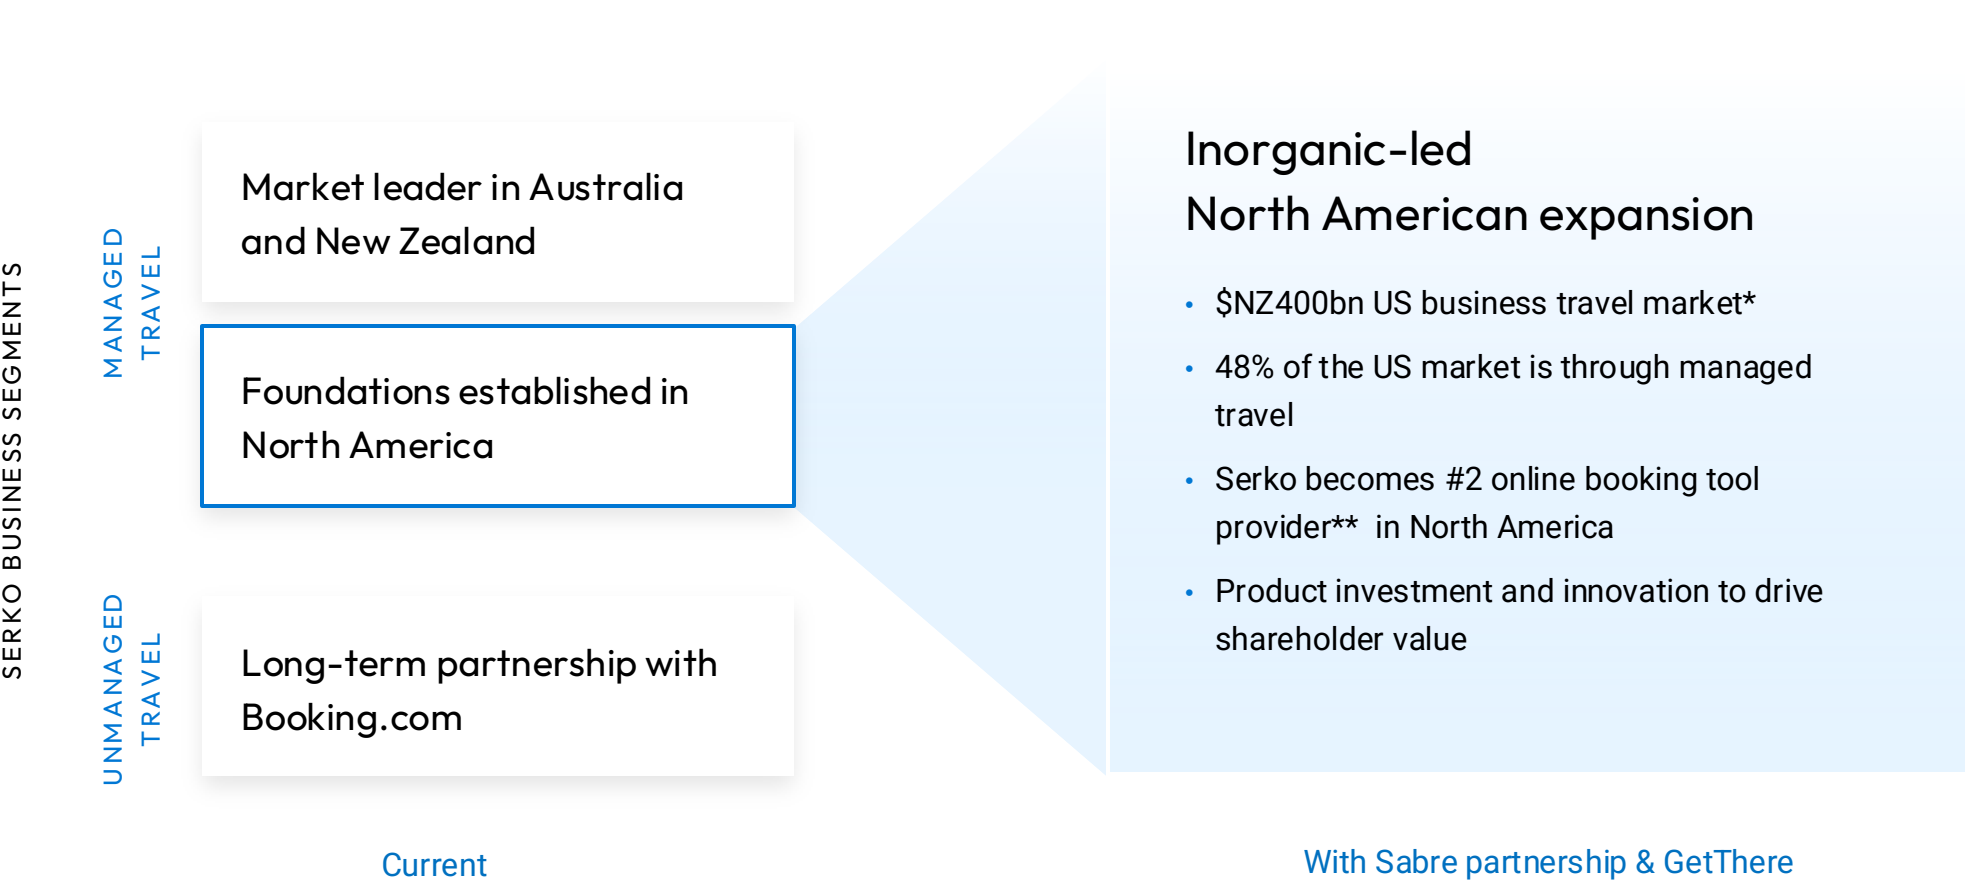 SERKO BUSINESS SEGMENTS
MANAGED
TRAVEL
Market leader in Australia
and New Zealand
Foundations established in
North America
UNMANAGED
TRAVEL
Long-term partnership with
Booking.com
Current
Inorganic-led
North American expansion
• $NZ400bn US business travel market*
• 48% of the US market is through managed
travel
• Serko becomes #2 online booking tool
provider** in North America
• Product investment and innovation to drive
shareholder value
With Sabre partnership & GetThere